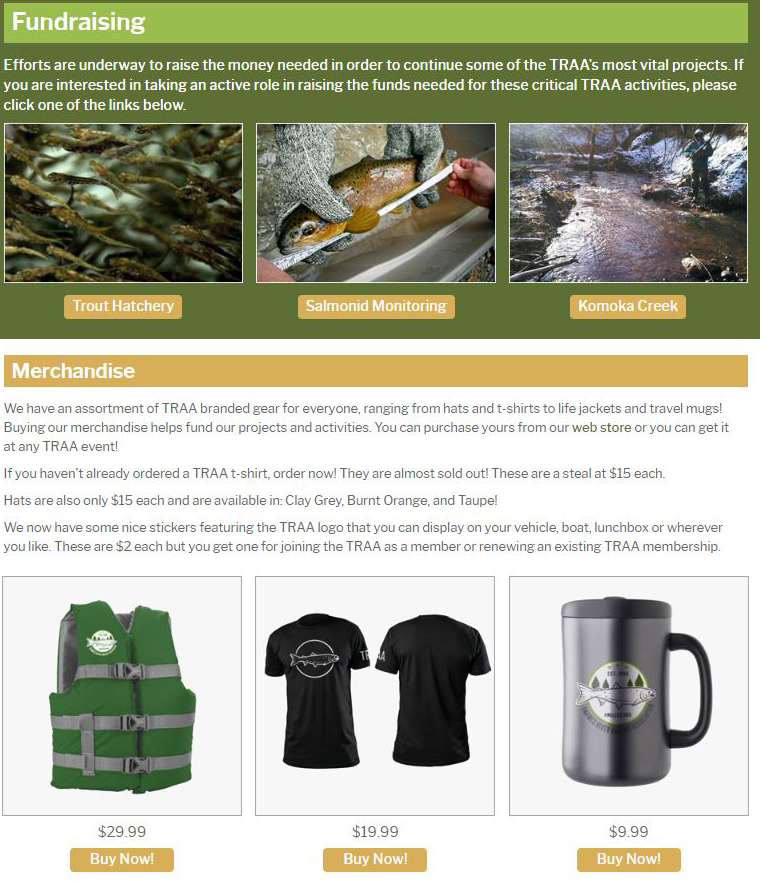 Fundraising
Efforts are underway to raise the money needed in order to continue some of the TRAA's most vital projects. If
you are interested in taking an active role in raising the funds needed for these critical TRAA activities, please
click one of the links below.
Trout Hatchery
Salmonid Monitoring
Komoka Creek
Merchandise
We have an assortment of TRAA branded gear for everyone, ranging from hats and t-shirts to life jackets and travel mugs!
Buying our merchandise helps fund our projects and activities. You can purchase yours from our web store or you can get it
at any TRAA event!
If you haven't already ordered a TRAA t-shirt, order now! They are almost sold out! These are a steal at $15 each.
Hats are also only $15 each and are available in: Clay Grey, Burnt Orange, and Taupe!
We now have some nice stickers featuring the TRAA logo that you can display on your vehicle, boat, lunchbox or wherever
you like. These are $2 each but you get one for joining the TRAA as a member or renewing an existing TRAA membership.
TRAA
$29.99
$19.99
$9.99
Buy Now!
Buy Now!
Buy Now!